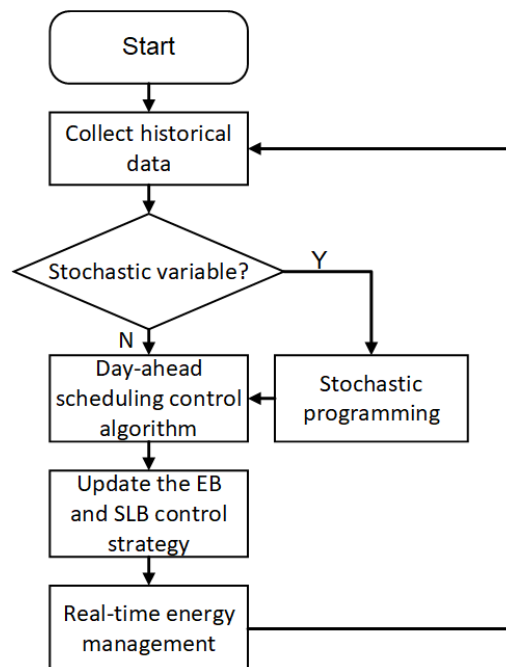 Start
Collect historical
data
Stochastic variable?
Y
N
Day-ahead
scheduling control
algorithm
Stochastic
programming
Update the EB
and SLB control
strategy
Real-time energy
management